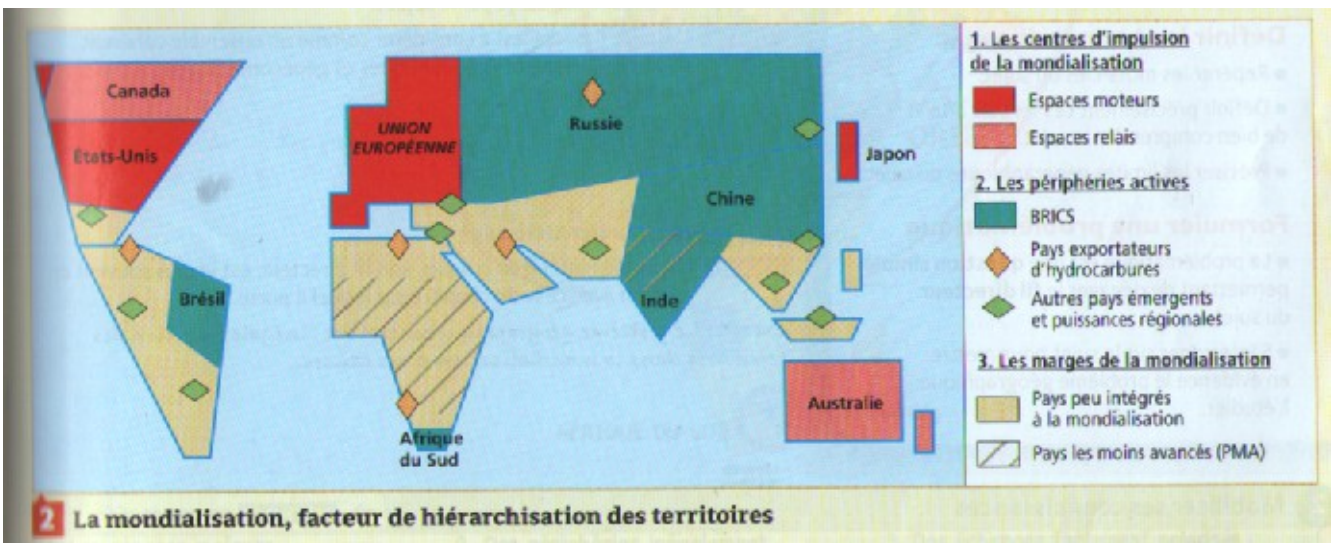 Canada
États-Unis
Brésil
UNION
EUROPÉENNE
Russie
Chine
Inde
Japon
Afrique
du Sud
Australie
1. Les centres d'impulsion
de la mondialisation
Espaces moteurs
Espaces relais
2. Les périphéries actives
BRICS
Pays exportateurs
d'hydrocarbures
Autres pays émergents
et puissances régionales
3. Les marges de la mondialisation
Pays peu intégrés
à la mondialisation
Pays les moins avancés (PMA)
2 La mondialisation, facteur de hiérarchisation des territoires